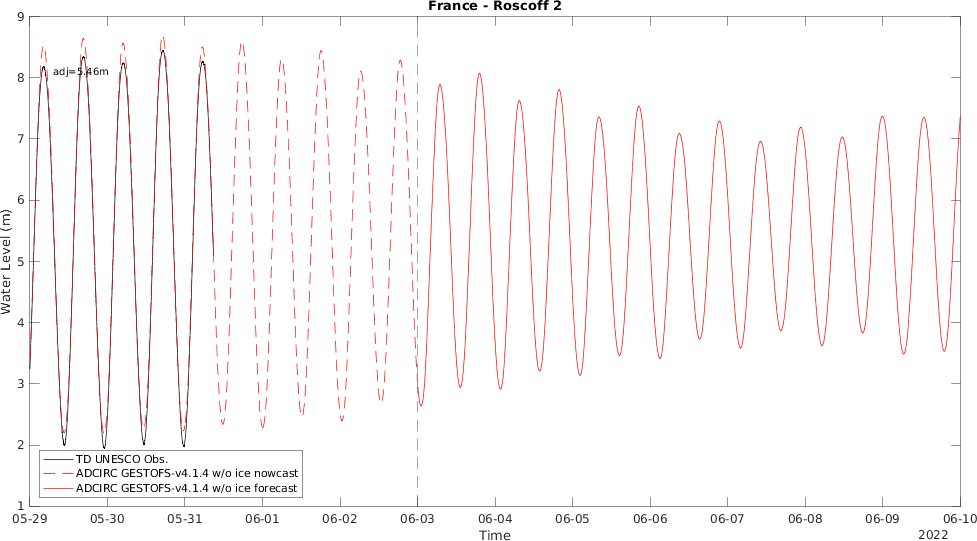 France - Roscoff 2
Water Level (m)
9
8
7
6
5
4
3
2
1
adj=5.46m
TD UNESCO Obs.
ADCIRC GESTOFS-v4.1.4 w/o ice nowcast
ADCIRC GESTOFS-v4.1.4 w/o ice forecast
05-29 05-30 05-31 06-01 06-02 06-03 06-04 06-05 06-06 06-07 06-08 06-09 06-10
Time
2022